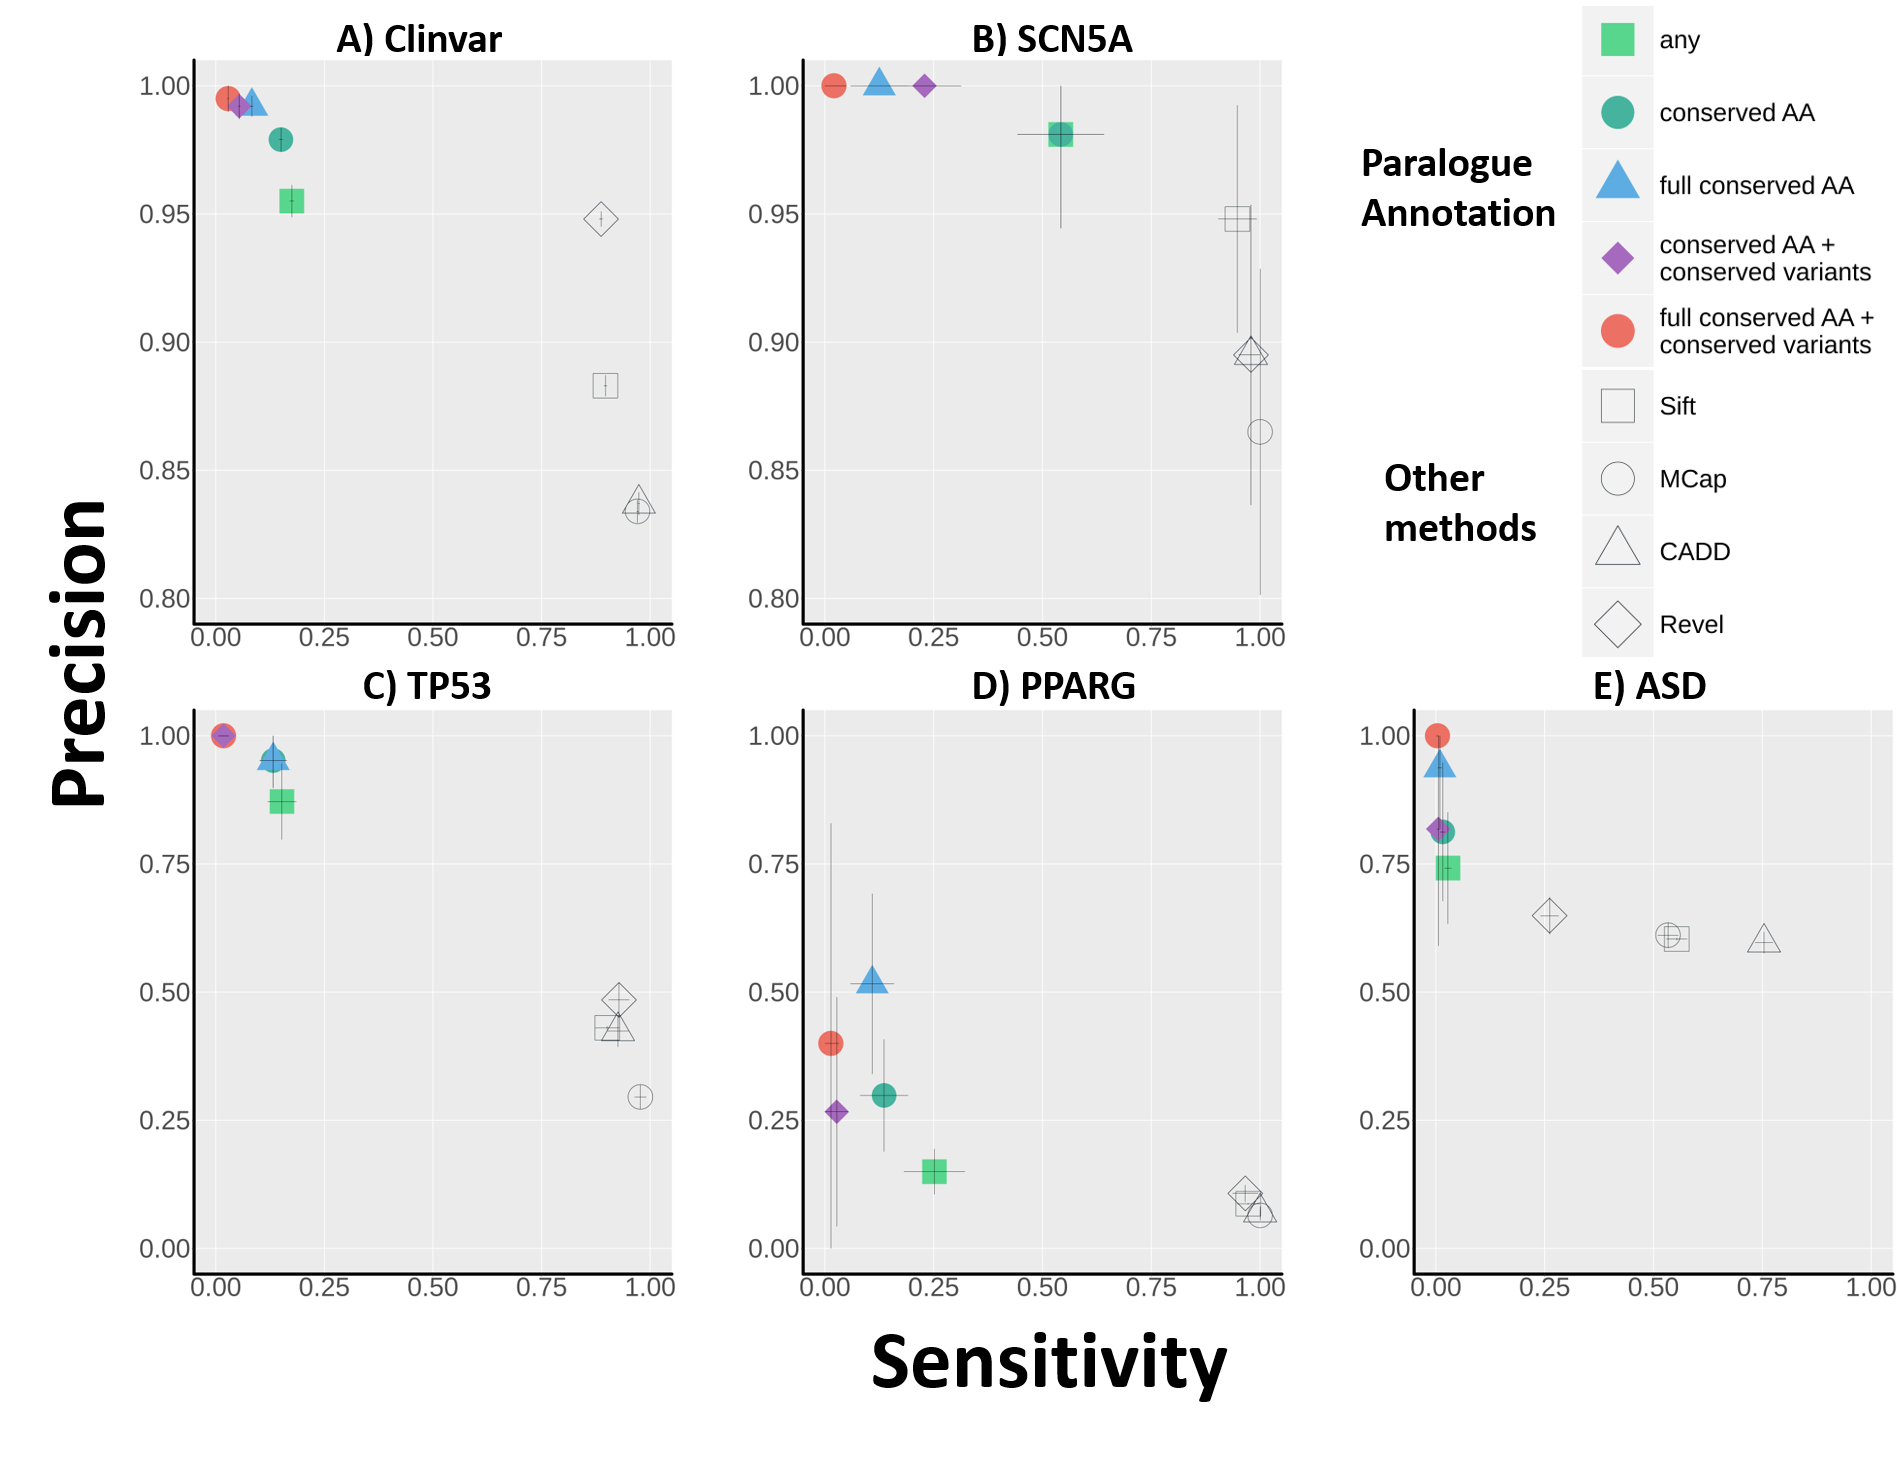 A) Clinvar
B) SCN5A
1.00
0.95
0.90
0.85
0.80
0.00 0.25 0.50 0.75 1.00
1.00
0.95
0.90
0.85
0.80
0.00 0.25 0.50 0.75 1.00
Paralogue
Annotation
Other
methods
any
conserved AA
full conserved AA
conserved AA +
conserved variants
full conserved AA +
conserved variants
Sift
MCap
CADD
Revel
Precision
C) TP53
D) PPARG
E) ASD
1.00
0.75
0.50
0.25
0.00
0.00 0.25 0.50 0.75 1.00
1.00
0.75
0.50
0.25
0.00
0.00 0.25 0.50 0.75 1.00
1.00
0.75
0.50
0.25
0.00
0.00 0.25 0.50 0.75 1.00
Sensitivity